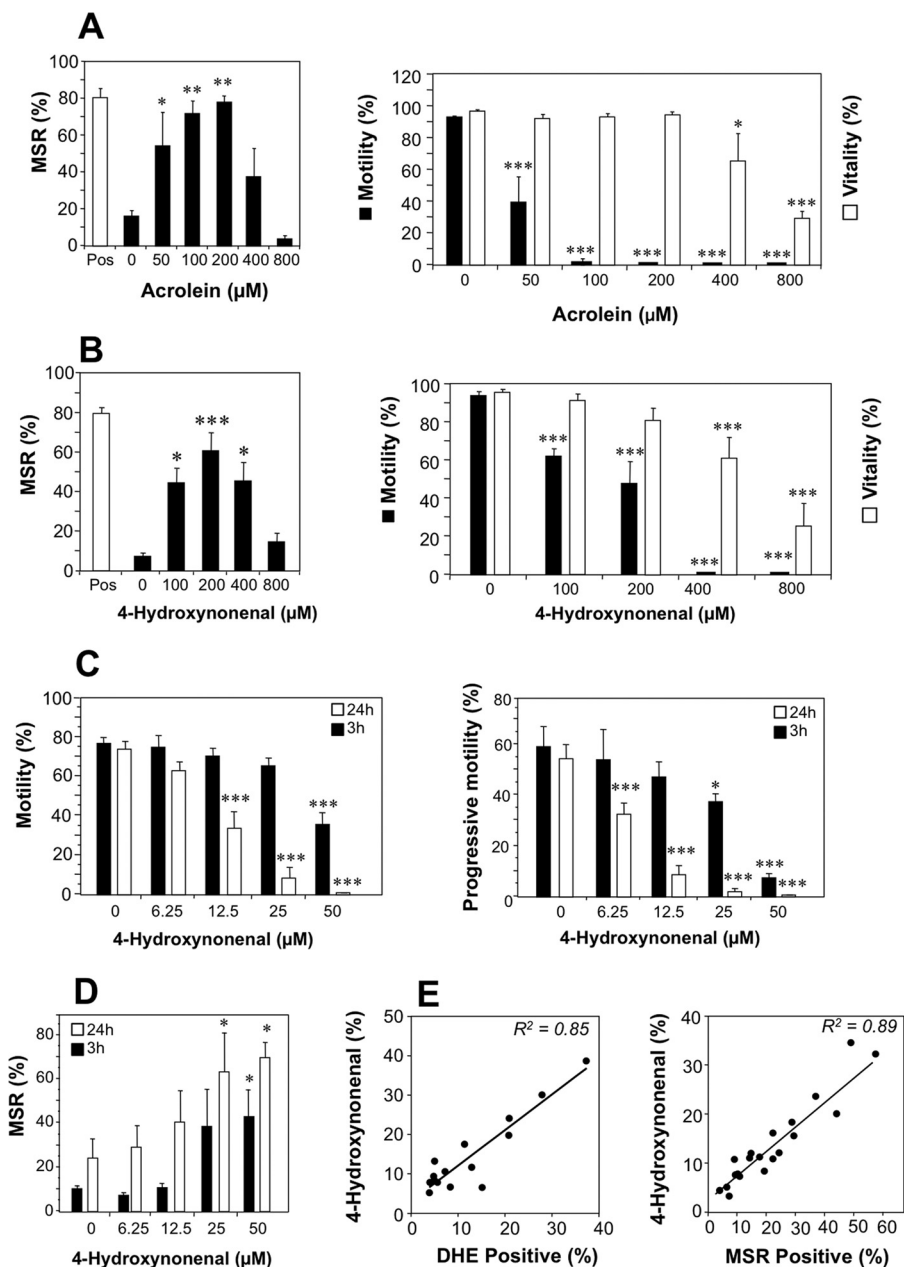 A
MSR (%)
100
80
60
40
20
0
* ** **
Pos 0 50 100 200 400 800
Acrolein (µM)
■ Motility (%)
120
100
80
60
40
20
0
*** *** *** *** * *** ***
0 50 100 200 400 800
Acrolein (µM)
□ Vitality (%)
B
MSR (%)
100
80
60
40
20
0
* *** *
Pos 0 100 200 400 800
4-Hydroxynonenal (µM)
■ Motility (%)
100
80
60
40
20
0
*** *** *** *** *** ***
0 100 200 400 800
4-Hydroxynonenal (µM)
□ Vitality (%)
C
Motility (%)
100
80
60
40
20
0
□ 24h
■ 3h
*** *** *** ***
0 6.25 12.5 25 50
4-Hydroxynonenal (µM)
Progressive motility (%)
80
60
40
20
0
□ 24h
■ 3h
*** *** * *** *** ***
0 6.25 12.5 25 50
4-Hydroxynonenal (µM)
D
MSR (%)
80
60
40
20
0
□ 24h
■ 3h
* * *
0 6.25 12.5 25 50
4-Hydroxynonenal (µM)
E
4-Hydroxynonenal (%)
50
40
30
20
10
0
R² = 0.85
0 10 20 30 40
DHE Positive (%)
4-Hydroxynonenal (%)
40
30
20
10
0
R² = 0.89
0 10 20 30 40 50 60
MSR Positive (%)